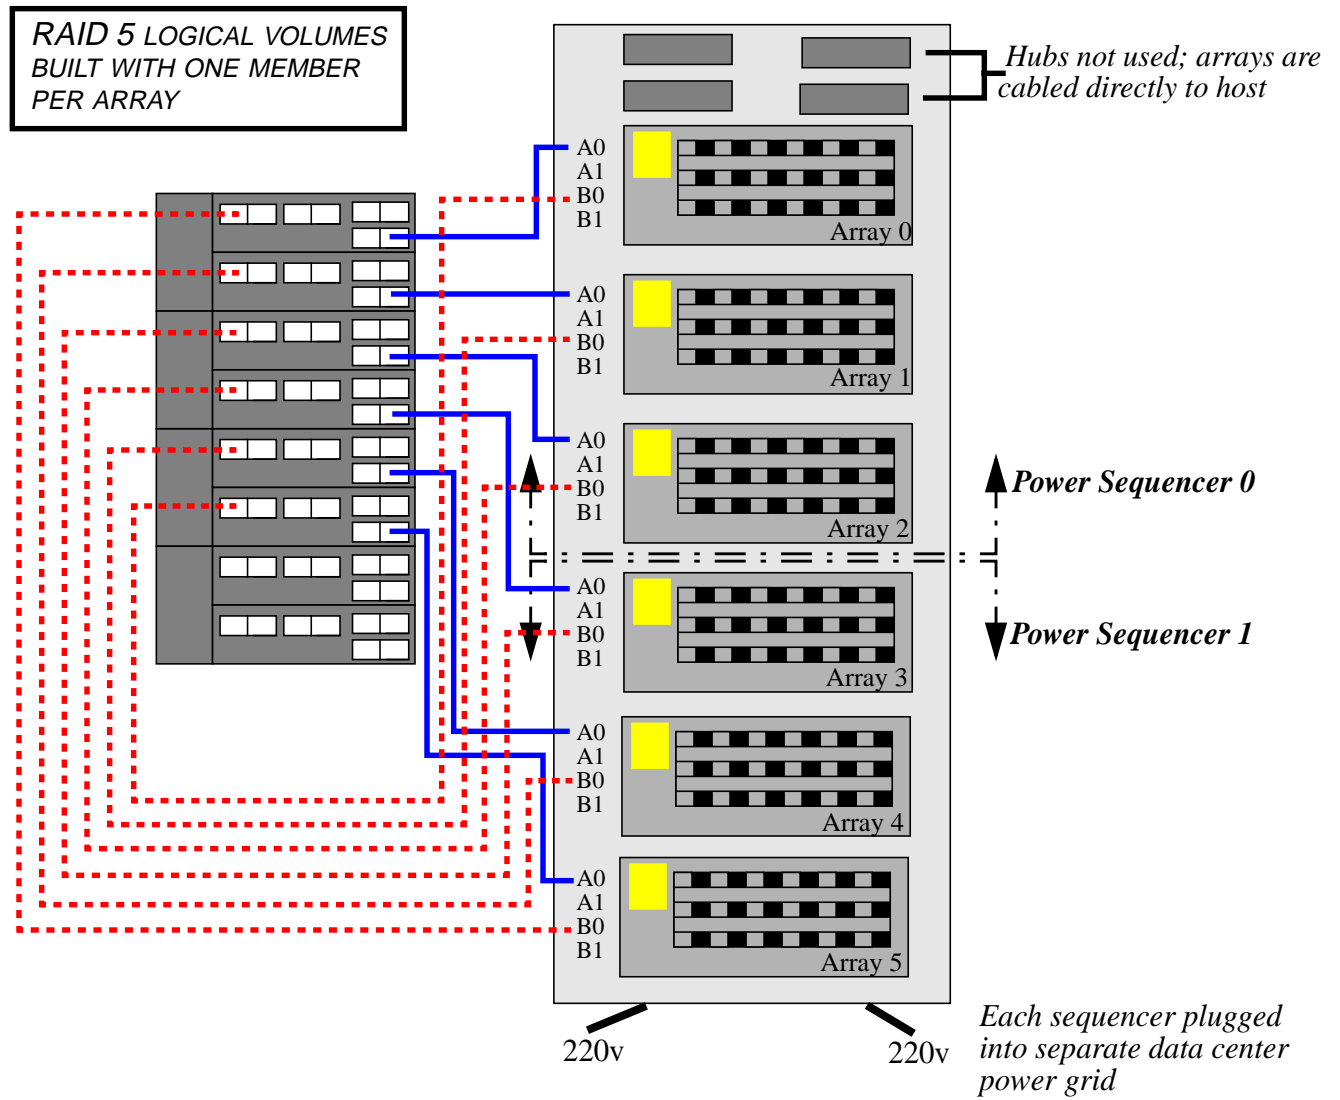 RAID 5 LOGICAL VOLUMES
BUILT WITH ONE MEMBER
PER ARRAY
Hubs not used; arrays are
cabled directly to host
A0
A1
B0
B1
Array 0
A0
A1
B0
B1
Array 1
A0
A1
B0
B1
Array 2
Power Sequencer 0
A0
A1
B0
B1
Array 3
Power Sequencer 1
A0
A1
B0
B1
Array 4
A0
A1
B0
B1
Array 5
220v
220v
Each sequencer plugged
into separate data center
power grid